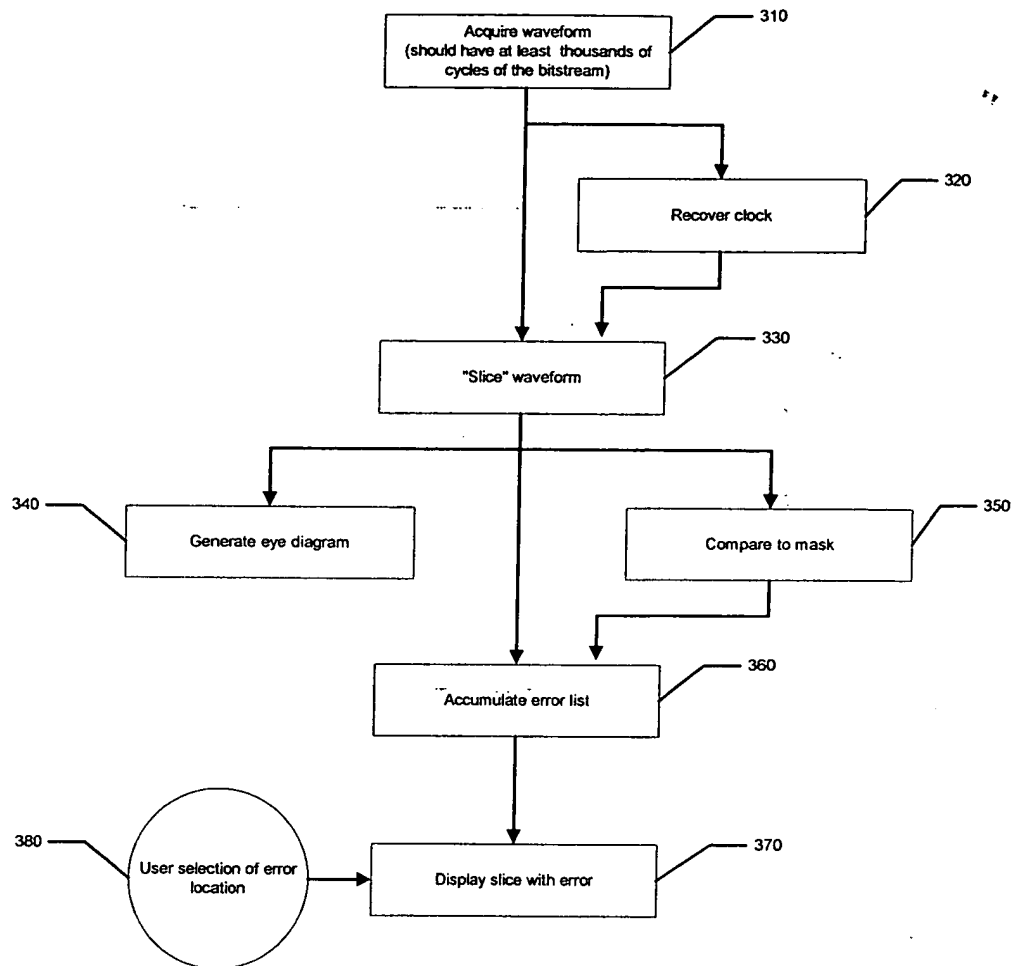 310
Acquire waveform
(should have at least thousands of
cycles of the bitstream)
320
Recover clock
330
"Slice" waveform
340
Generate eye diagram
350
Compare to mask
360
Accumulate error list
380
User selection of error
location
370
Display slice with error